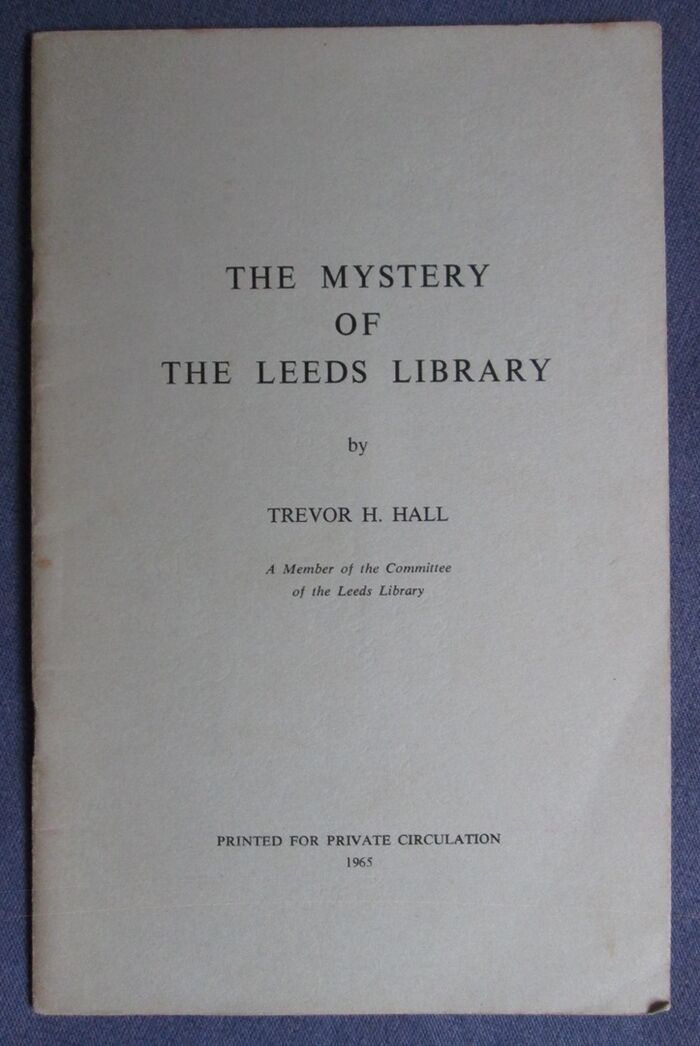 THE MYSTERY
OF
THE LEEDS LIBRARY
by
TREVOR H. HALL
A Member of the Committee
of the Leeds Library
PRINTED FOR PRIVATE CIRCULATION
1965